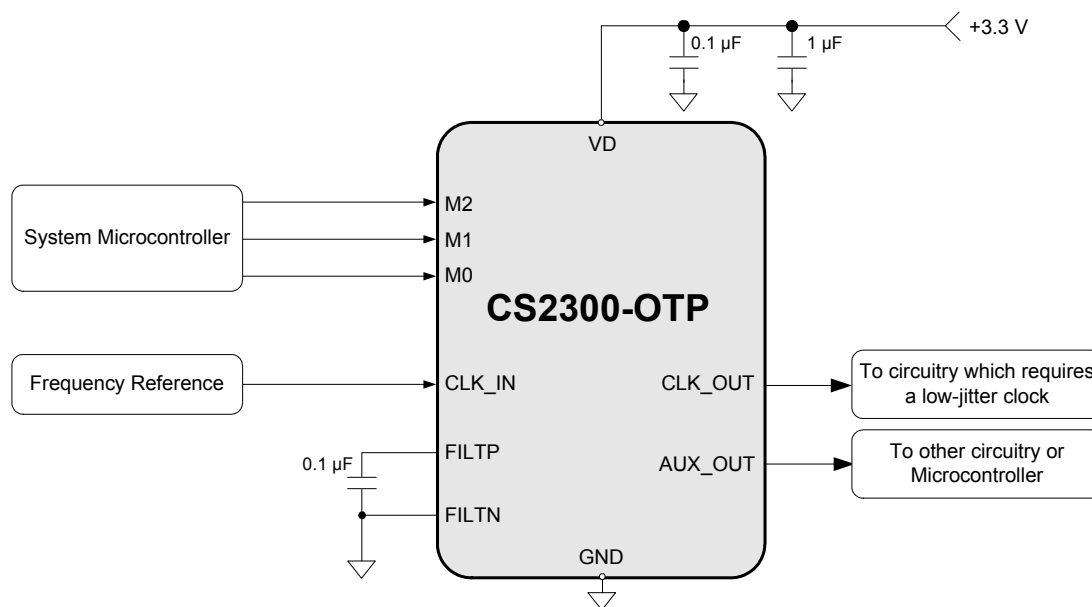 +3.3 V
0.1 µF
1 µF
VD
System Microcontroller
M2
M1
M0
CS2300-OTP
Frequency Reference
CLK_IN
CLK_OUT
To circuitry which requires
a low-jitter clock
0.1 µF
FILTP
FILTN
AUX_OUT
To other circuitry or
Microcontroller
GND